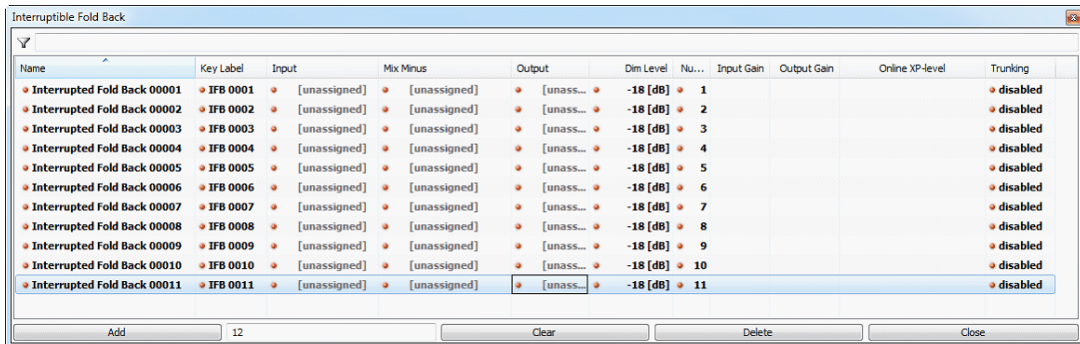 Interruptible Fold Back
Name Key Label Input Mix Minus Output Dim Level Nu... Input Gain Output Gain Online XP-level Trunking
Interrupted Fold Back 00001 IFB 0001 [unassigned] [unassigned] [unass... -18 [dB] 1 disabled
Interrupted Fold Back 00002 IFB 0002 [unassigned] [unassigned] [unass... -18 [dB] 2 disabled
Interrupted Fold Back 00003 IFB 0003 [unassigned] [unassigned] [unass... -18 [dB] 3 disabled
Interrupted Fold Back 00004 IFB 0004 [unassigned] [unassigned] [unass... -18 [dB] 4 disabled
Interrupted Fold Back 00005 IFB 0005 [unassigned] [unassigned] [unass... -18 [dB] 5 disabled
Interrupted Fold Back 00006 IFB 0006 [unassigned] [unassigned] [unass... -18 [dB] 6 disabled
Interrupted Fold Back 00007 IFB 0007 [unassigned] [unassigned] [unass... -18 [dB] 7 disabled
Interrupted Fold Back 00008 IFB 0008 [unassigned] [unassigned] [unass... -18 [dB] 8 disabled
Interrupted Fold Back 00009 IFB 0009 [unassigned] [unassigned] [unass... -18 [dB] 9 disabled
Interrupted Fold Back 00010 IFB 0010 [unassigned] [unassigned] [unass... -18 [dB] 10 disabled
Interrupted Fold Back 00011 IFB 0011 [unassigned] [unassigned] [unass... -18 [dB] 11 disabled
Add 12 Clear Delete Close